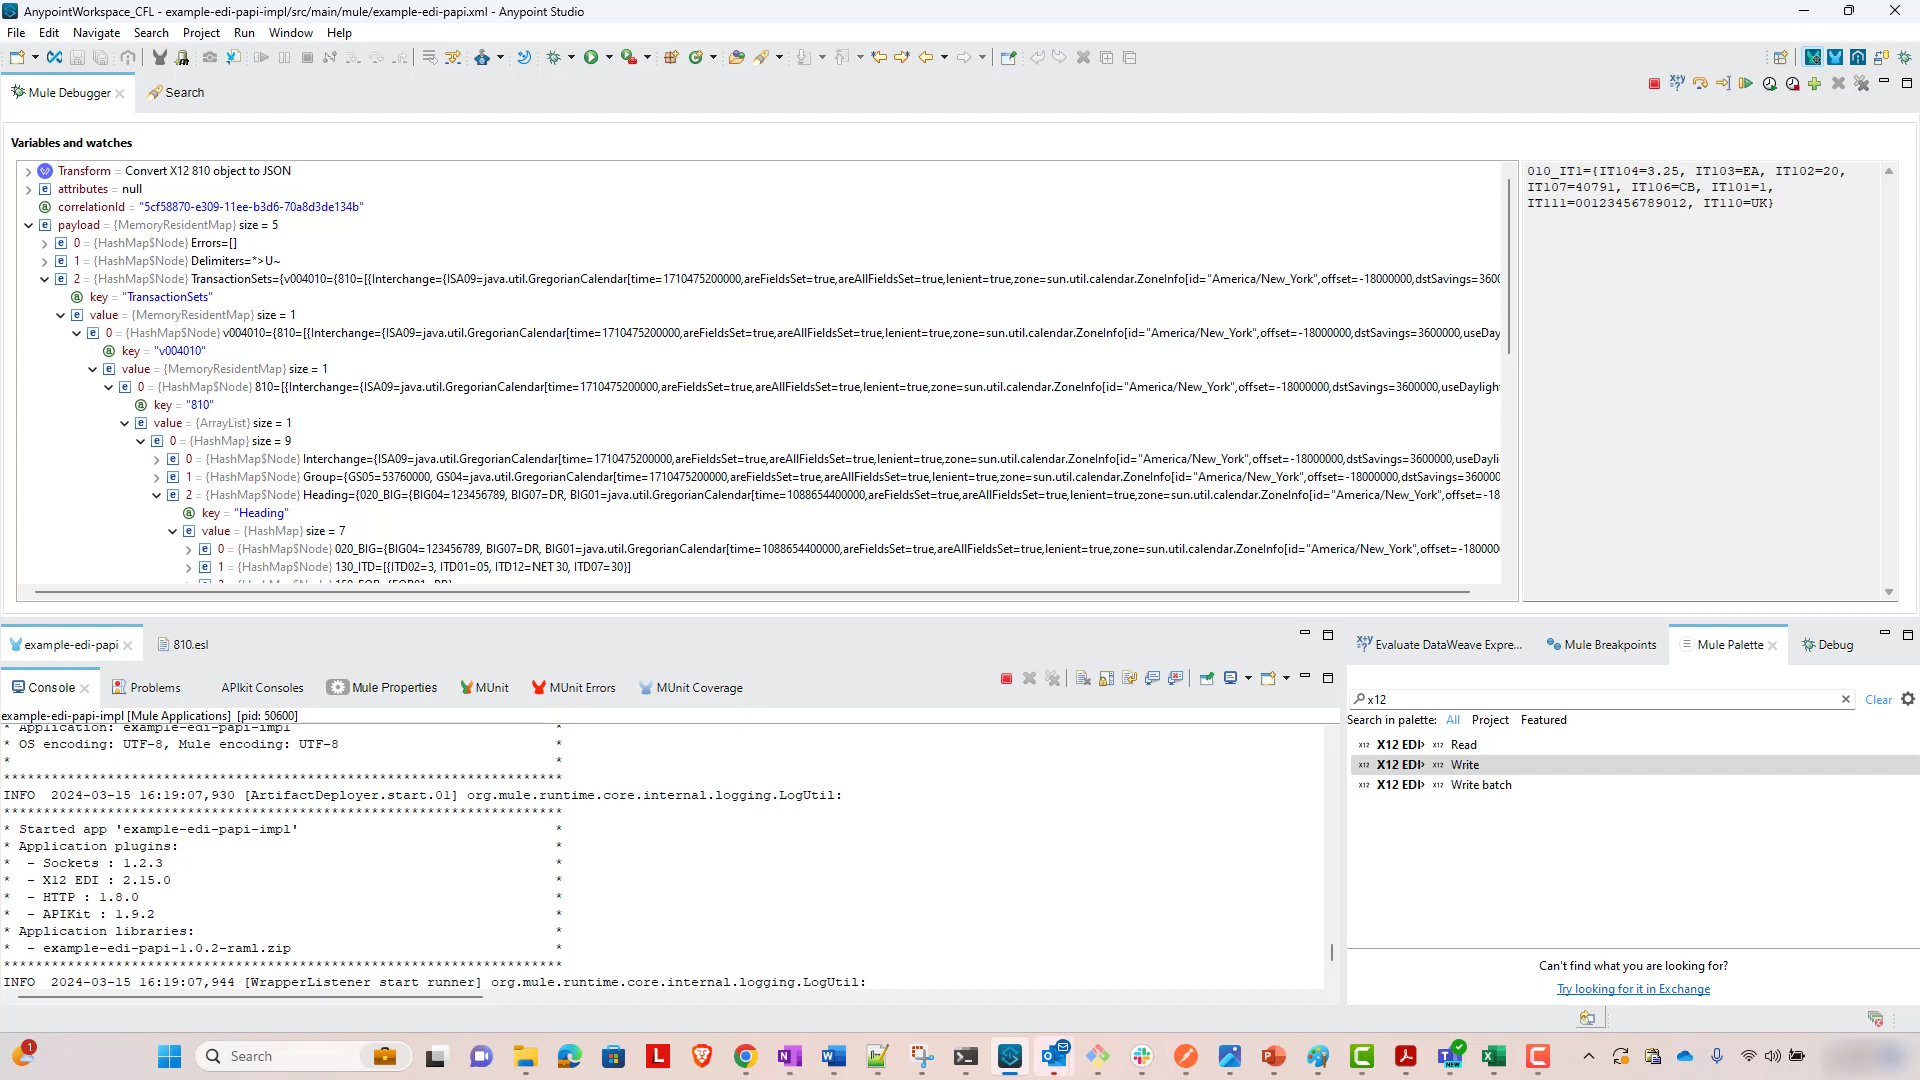 AnypointWorkspace_CFL - example-edi-papi-impl/src/main/mule/example-edi-papi.xml - Anypoint Studio
File Edit Navigate Search Project Run Window Help
Mule Debugger Search
Variables and watches
Transform = Convert X12 810 object to JSON
attributes = null
correlationId = "5cf58870-e309-11ee-b3d6-70a8d3de134b"
payload = {MemoryResidentMap} size = 5
0 = {HashMap$Node} Errors=[]
1 = {HashMap$Node} Delimiters=*>U~
2 = {HashMap$Node} TransactionSets={v004010={810=[{Interchange={ISA09=java.util.GregorianCalendar[time=1710475200000,areFieldsSet=true,areAllFieldsSet=true,lenient=true,zone=sun.util.calendar.ZoneInfo[id="America/New_York",offset=-18000000,dstSavings=3600
key = "TransactionSets"
value = {MemoryResidentMap} size = 1
0 = {HashMap$Node} v004010={810=[{Interchange={ISA09=java.util.GregorianCalendar[time=1710475200000,areFieldsSet=true,areAllFieldsSet=true,lenient=true,zone=sun.util.calendar.ZoneInfo[id="America/New_York",offset=-18000000,dstSavings=3600000,useDay
key = "v004010"
value = {MemoryResidentMap} size = 1
0 = {HashMap$Node} 810=[{Interchange={ISA09=java.util.GregorianCalendar[time=1710475200000,areFieldsSet=true,areAllFieldsSet=true,lenient=true,zone=sun.util.calendar.ZoneInfo[id="America/New_York",offset=-18000000,dstSavings=3600000,useDaylight
key = "810"
value = {ArrayList} size = 1
0 = {HashMap} size = 9
0 = {HashMap$Node} Interchange={ISA09=java.util.GregorianCalendar[time=1710475200000,areFieldsSet=true,areAllFieldsSet=true,lenient=true,zone=sun.util.calendar.ZoneInfo[id="America/New_York",offset=-18000000,dstSavings=3600000,useDayli
1 = {HashMap$Node} Group={GS05=53760000, GS04=java.util.GregorianCalendar[time=1710475200000,areFieldsSet=true,areAllFieldsSet=true,lenient=true,zone=sun.util.calendar.ZoneInfo[id="America/New_York",offset=-18000000,dstSavings=3600000
2 = {HashMap$Node} Heading={020_BIG={BIG04=123456789, BIG07=DR, BIG01=java.util.GregorianCalendar[time=1088654400000,areFieldsSet=true,areAllFieldsSet=true,lenient=true,zone=sun.util.calendar.ZoneInfo[id="America/New_York",offset=-18
key = "Heading"
value = {HashMap} size = 7
0 = {HashMap$Node} 020_BIG={BIG04=123456789, BIG07=DR, BIG01=java.util.GregorianCalendar[time=1088654400000,areFieldsSet=true,areAllFieldsSet=true,lenient=true,zone=sun.util.calendar.ZoneInfo[id="America/New_York",offset=-1800000
1 = {HashMap$Node} 130_ITD=[{ITD02=3, ITD01=05, ITD12=NET 30, ITD07=30}]
010_IT1={IT104=3.25, IT103=EA, IT102=20,
IT107=40791, IT106=CB, IT101=1,
IT111=00123456789012, IT110=UK}
example-edi-papi 810.esl
Console Problems APIkit Consoles Mule Properties MUnit MUnit Errors MUnit Coverage
example-edi-papi-impl [Mule Applications] [pid: 50600]
* Application: example-edi-papi-impl *
* OS encoding: UTF-8, Mule encoding: UTF-8 *
* *
**********************************************************************
INFO 2024-03-15 16:19:07,930 [ArtifactDeployer.start.01] org.mule.runtime.core.internal.logging.LogUtil:
**********************************************************************
* Started app 'example-edi-papi-impl' *
* Application plugins: *
* - Sockets : 1.2.3 *
* - X12 EDI : 2.15.0 *
* - HTTP : 1.8.0 *
* - APIKit : 1.9.2 *
* Application libraries: *
* - example-edi-papi-1.0.2-raml.zip *
**********************************************************************
INFO 2024-03-15 16:19:07,944 [WrapperListener_start_runner] org.mule.runtime.core.internal.logging.LogUtil:
Evaluate DataWeave Expre... Mule Breakpoints Mule Palette Debug
x12 Clear
Search in palette: All Project Featured
X12 X12 EDI> X12 Read
X12 X12 EDI> X12 Write
X12 X12 EDI> X12 Write batch
Can't find what you are looking for?
Try looking for it in Exchange
1 Search
NEW